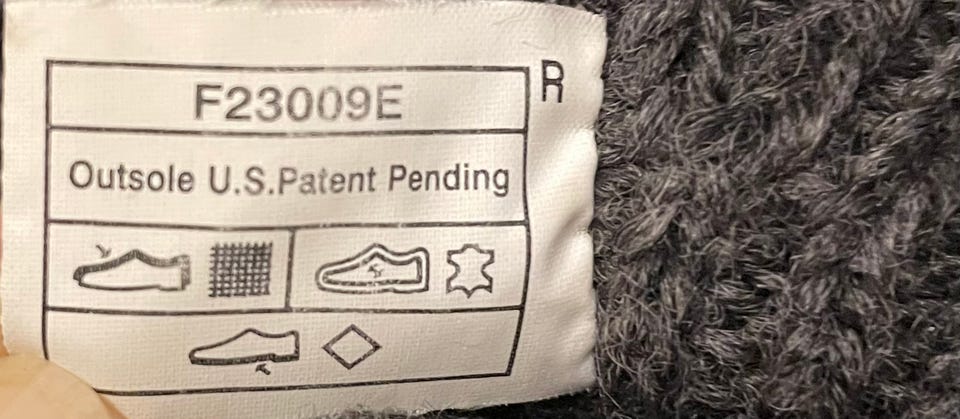 F23009E
R
Outsole U.S.Patent Pending